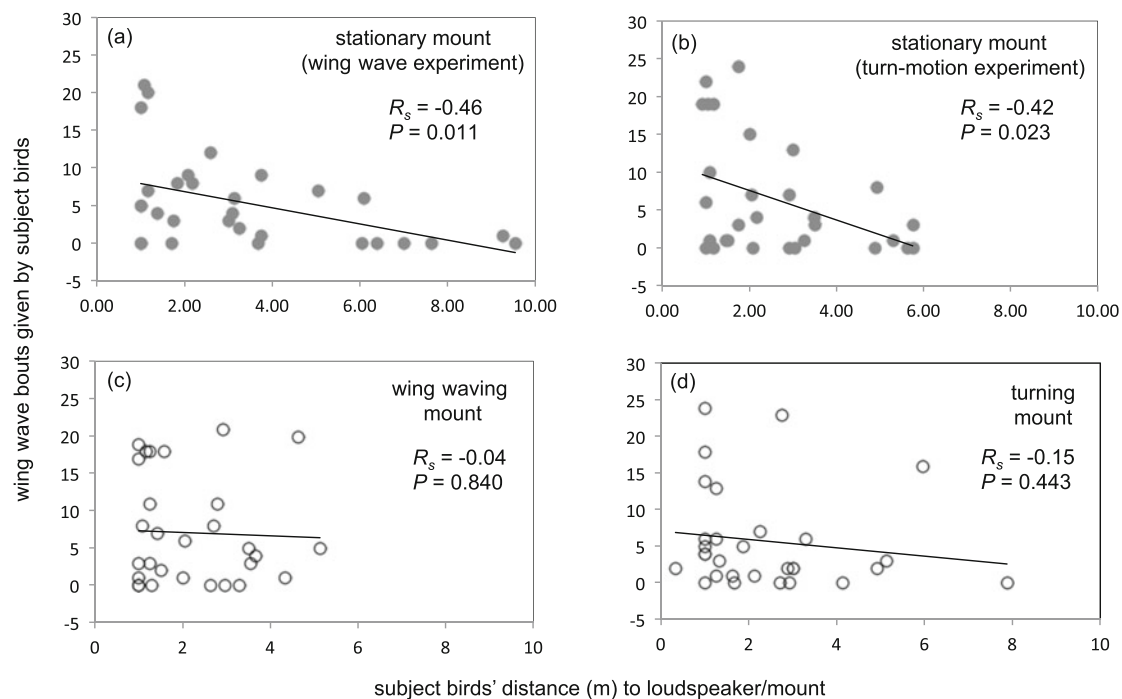 wing wave bouts given by subject birds
(a)
stationary mount
(wing wave experiment)
Rs = -0.46
P = 0.011
30
25
20
15
10
5
0
-5
0.00 2.00 4.00 6.00 8.00 10.00
(b)
stationary mount
(turn-motion experiment)
Rs = -0.42
P = 0.023
30
25
20
15
10
5
0
-5
0.00 2.00 4.00 6.00 8.00 10.00
(c)
wing waving
mount
Rs = -0.04
P = 0.840
30
25
20
15
10
5
0
-5
0 2 4 6 8 10
(d)
turning
mount
Rs = -0.15
P = 0.443
30
25
20
15
10
5
0
-5
0 2 4 6 8 10
subject birds' distance (m) to loudspeaker/mount